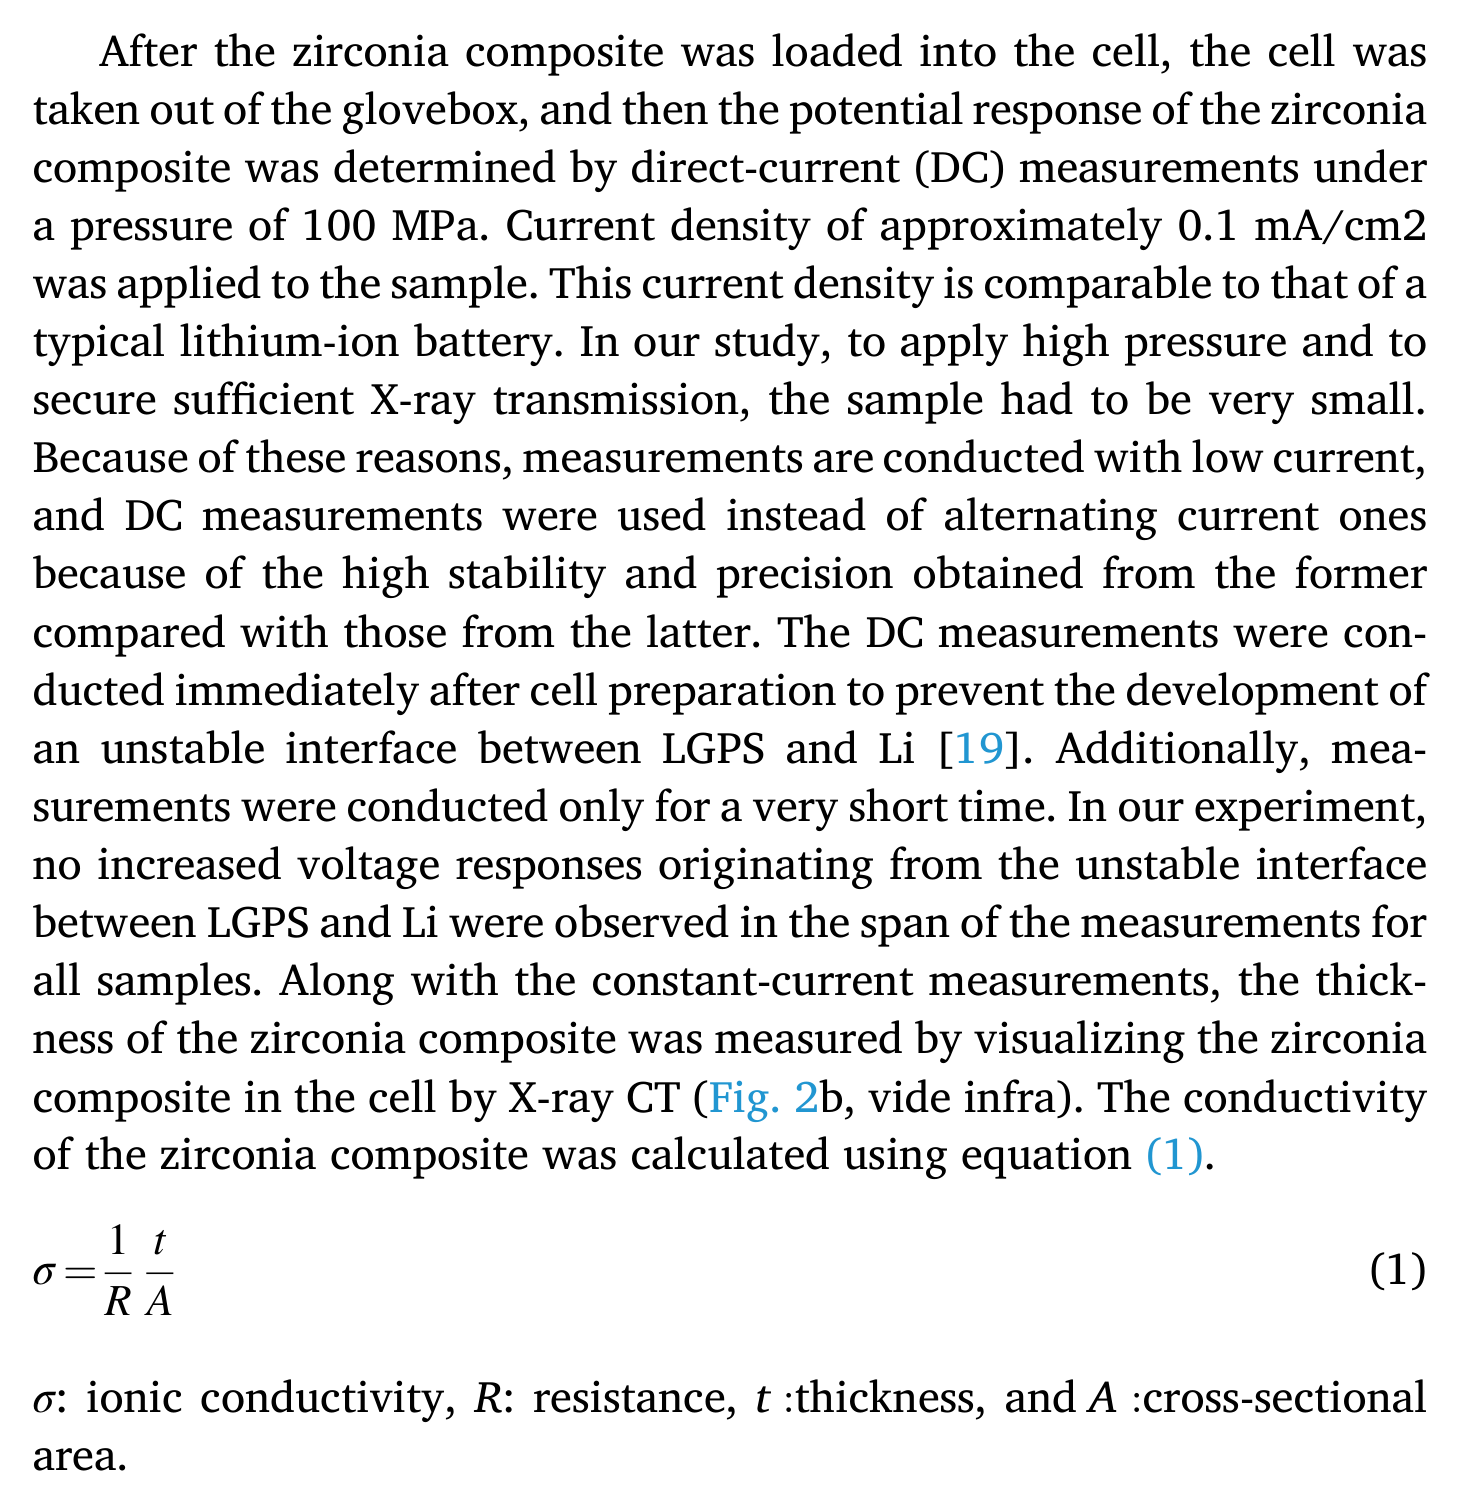 After the zirconia composite was loaded into the cell, the cell was
taken out of the glovebox, and then the potential response of the zirconia
composite was determined by direct-current (DC) measurements under
a pressure of 100 MPa. Current density of approximately 0.1 mA/cm2
was applied to the sample. This current density is comparable to that of a
typical lithium-ion battery. In our study, to apply high pressure and to
secure sufficient X-ray transmission, the sample had to be very small.
Because of these reasons, measurements are conducted with low current,
and DC measurements were used instead of alternating current ones
because of the high stability and precision obtained from the former
compared with those from the latter. The DC measurements were con-
ducted immediately after cell preparation to prevent the development of
an unstable interface between LGPS and Li [19]. Additionally, mea-
surements were conducted only for a very short time. In our experiment,
no increased voltage responses originating from the unstable interface
between LGPS and Li were observed in the span of the measurements for
all samples. Along with the constant-current measurements, the thick-
ness of the zirconia composite was measured by visualizing the zirconia
composite in the cell by X-ray CT (Fig. 2b, vide infra). The conductivity
of the zirconia composite was calculated using equation (1).
σ = 1/R t/A (1)
σ: ionic conductivity, R: resistance, t :thickness, and A :cross-sectional
area.